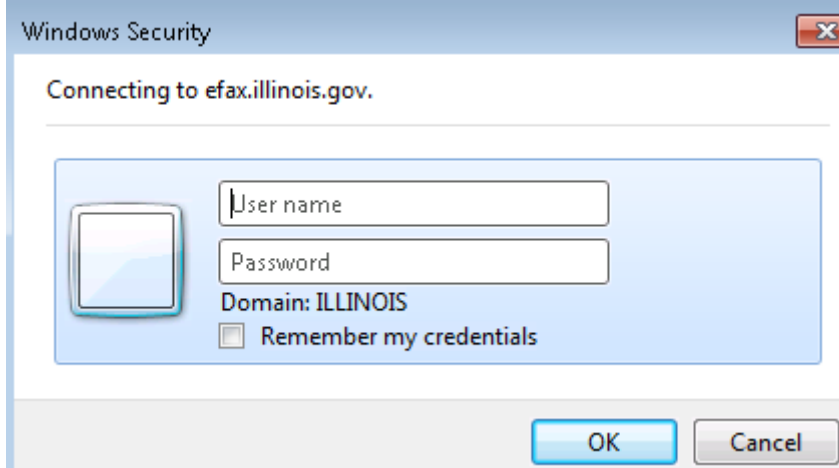 Windows Security
Connecting to efax.illinois.gov.
User name
Password
Domain: ILLINOIS
Remember my credentials
OK
Cancel